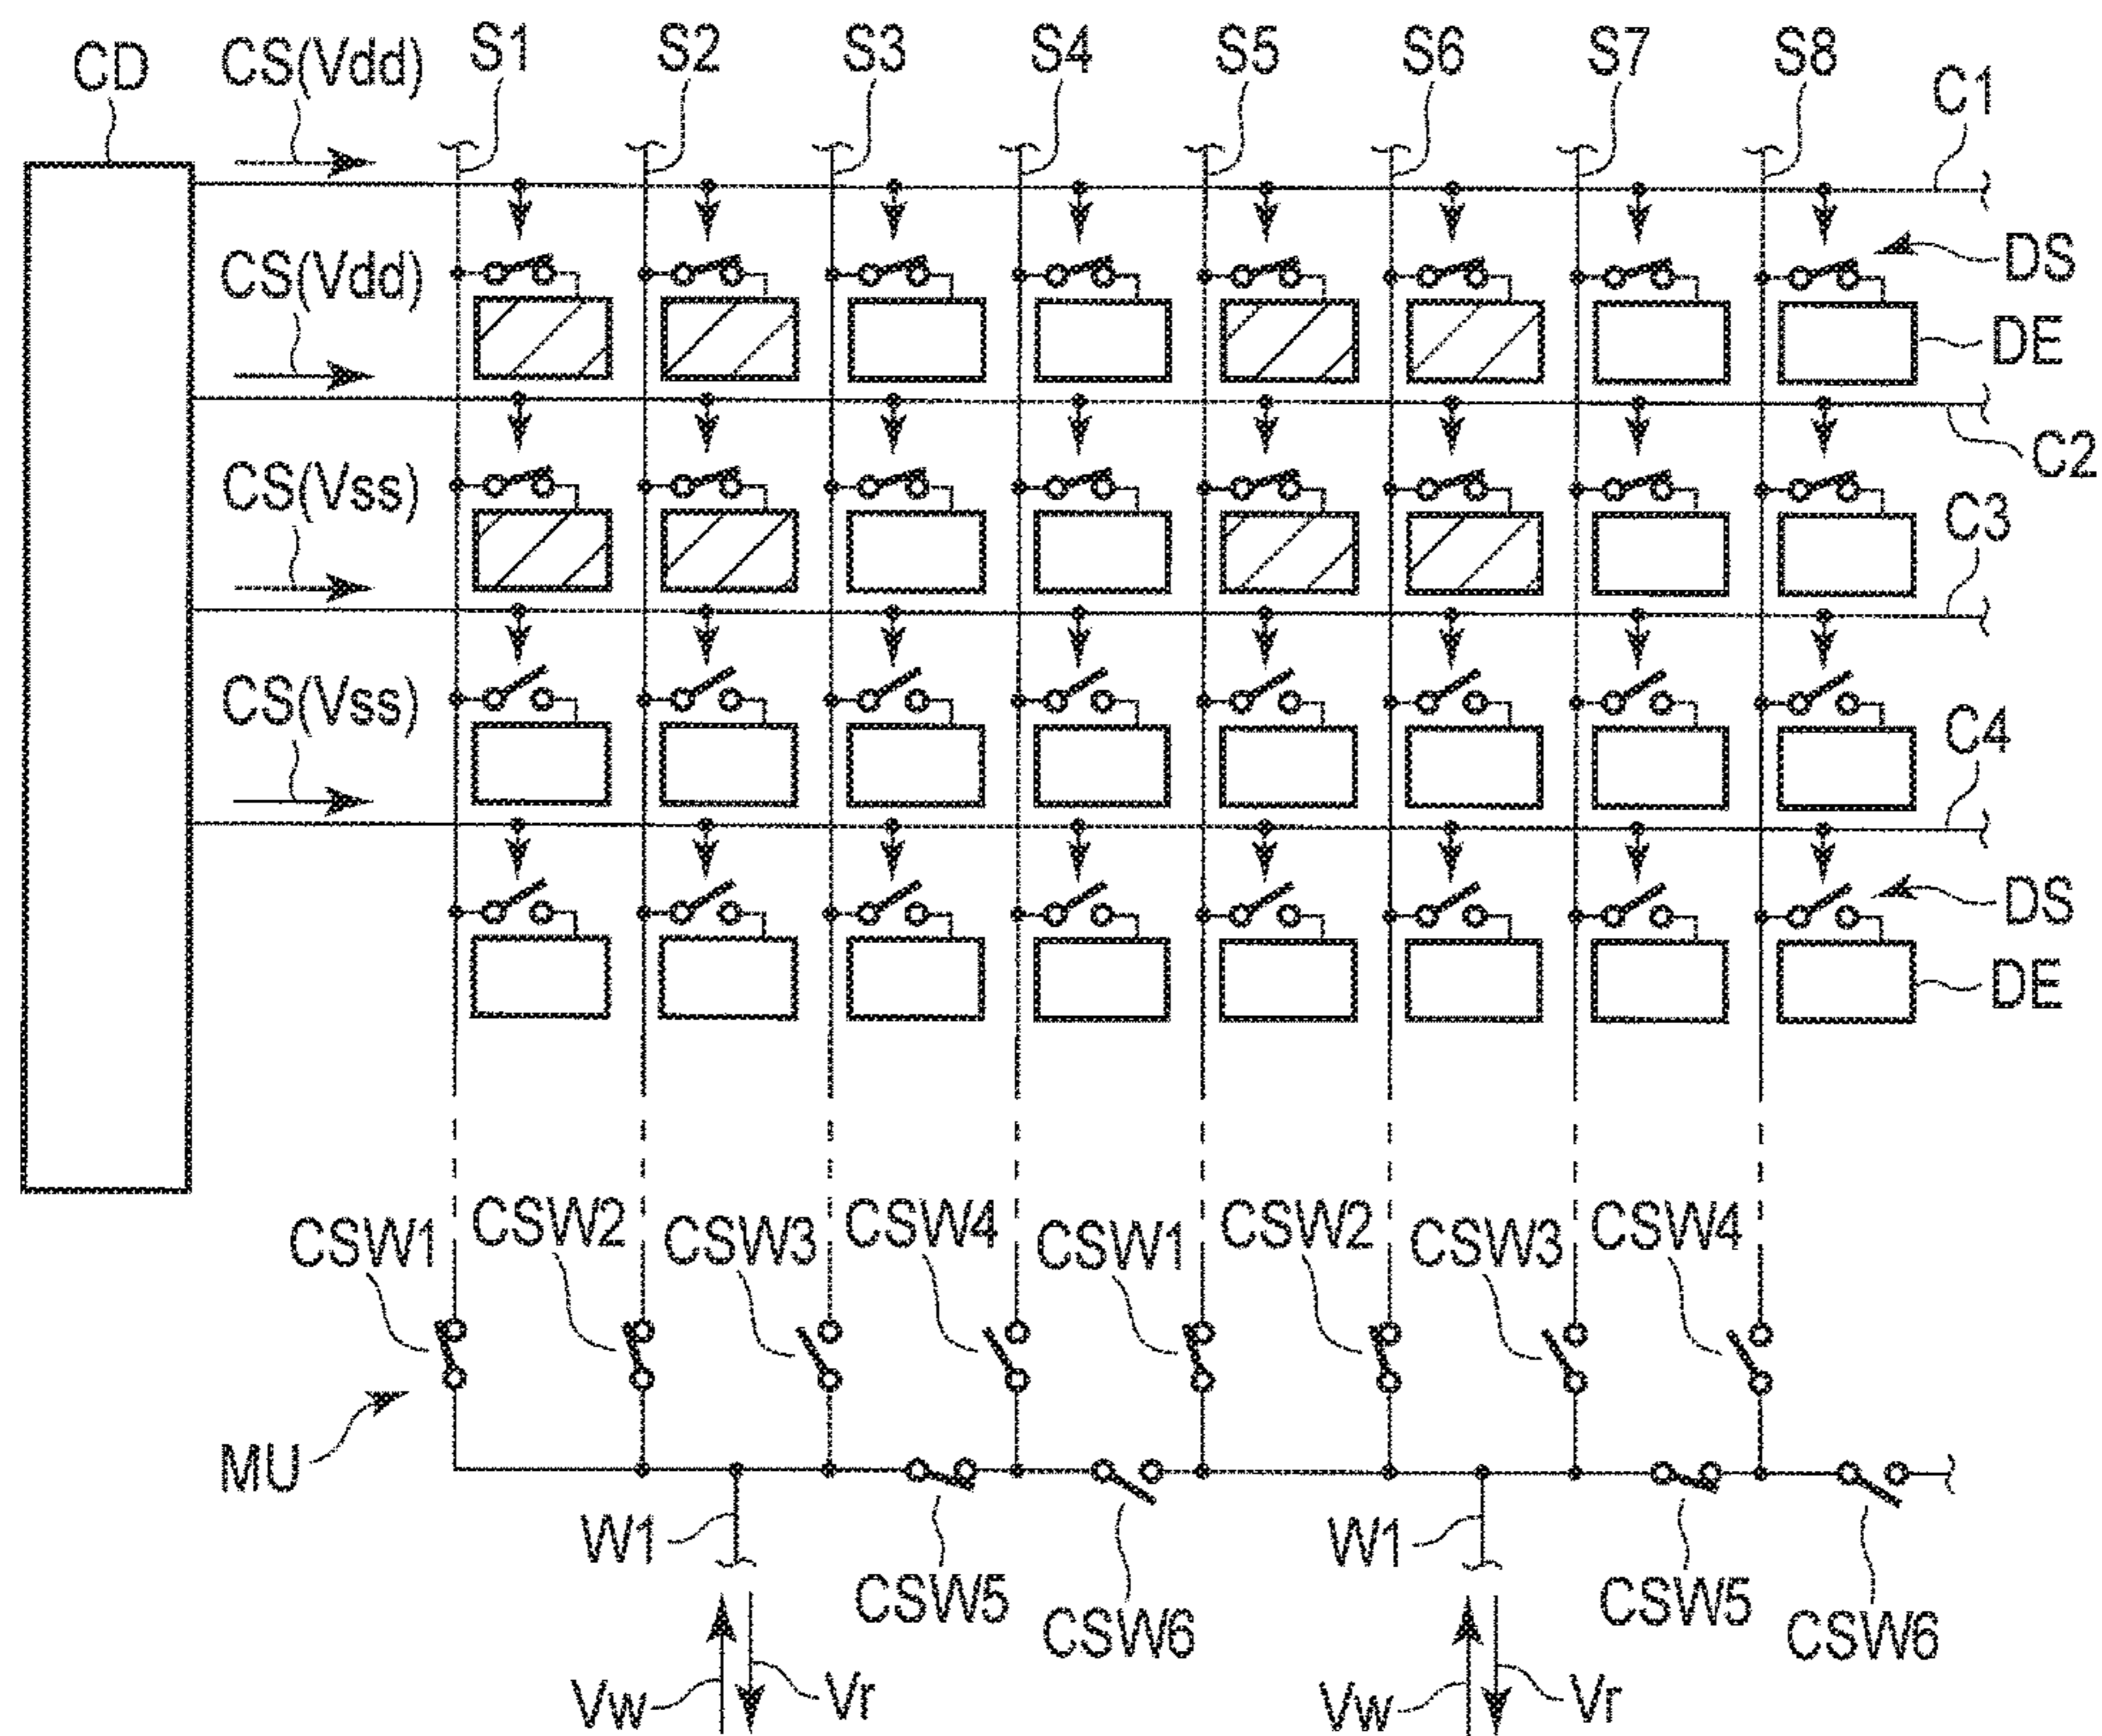 CD CS(Vdd) S1 S2 S3 S4 S5 S6 S7 S8 C1
CS(Vdd) DS
DE
C2
CS(Vss) C3
CS(Vss) C4
DS
DE
CSW1 CSW2 CSW3 CSW4 CSW1 CSW2 CSW3 CSW4
MU
W1 CSW5 CSW6 W1 CSW5 CSW6
Vw Vr Vw Vr